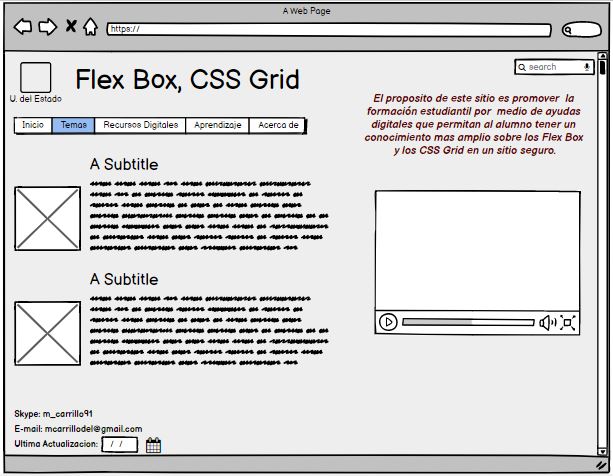 A Web Page
https://
search
U. del Estado
Flex Box, CSS Grid
Inicio
Temas
Recursos Digitales
Aprendizaje
Acerca de
El proposito de este sitio es promover la
formación estudiantil por medio de ayudas
digitales que permitan al alumno tener un
conocimiento mas amplio sobre los Flex Box
y los CSS Grid en un sitio seguro.
A Subtitle
A Subtitle
Skype: m_carrillo91
E-mail: mcarrillodel@gmail.com
Ultima Actualizacion: / /